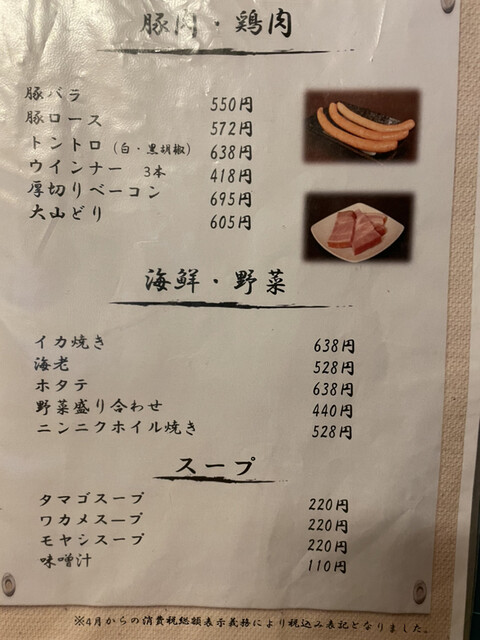 豚肉・鶏肉
豚バラ 550円
豚ロース 572円
トントロ（白・黒胡椒） 638円
ウインナー 3本 418円
厚切りベーコン 695円
大山どり 605円
海鮮・野菜
イカ焼き 638円
海老 528円
ホタテ 638円
野菜盛り合わせ 440円
ニンニクホイル焼き 528円
スープ
タマゴスープ 220円
ワカメスープ 220円
モヤシスープ 220円
味噌汁 110円
※4月からの消費税総額表示義務により税込み表記となりました。